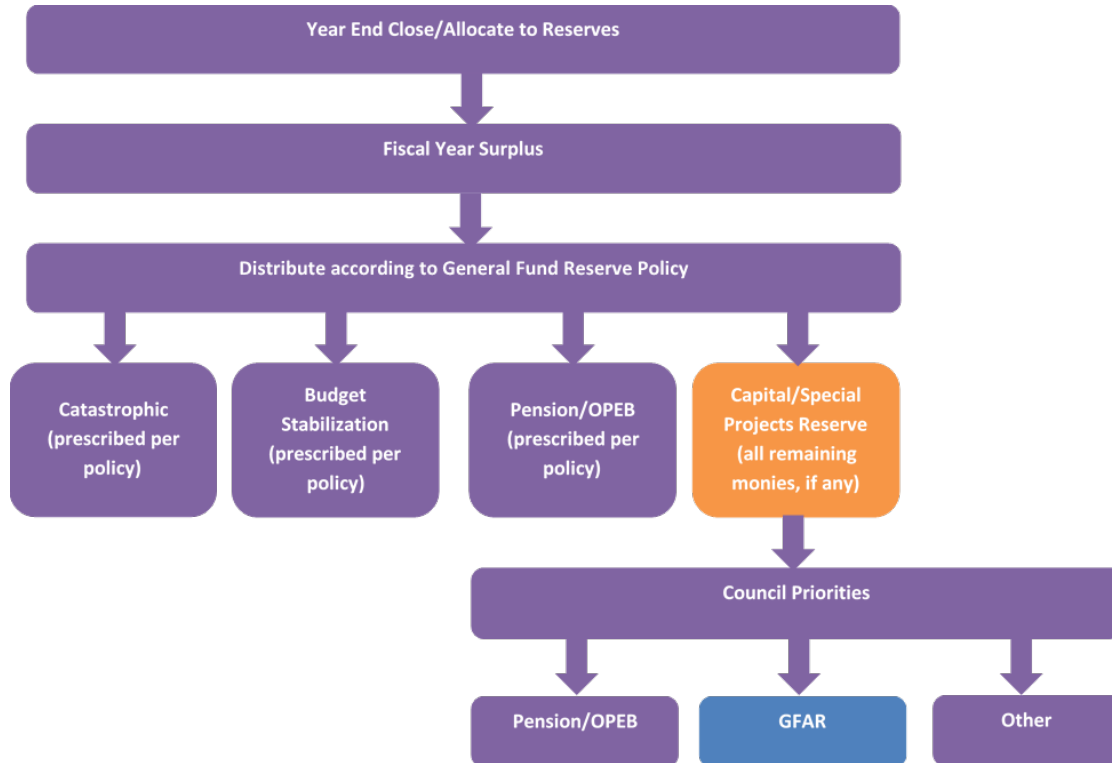 Year End Close/Allocate to Reserves
Fiscal Year Surplus
Distribute according to General Fund Reserve Policy
Catastrophic
(prescribed per
policy)
Budget
Stabilization
(prescribed per
policy)
Pension/OPEB
(prescribed per
policy)
Capital/Special
Projects Reserve
(all remaining
monies, if any)
Council Priorities
Pension/OPEB
GFAR
Other